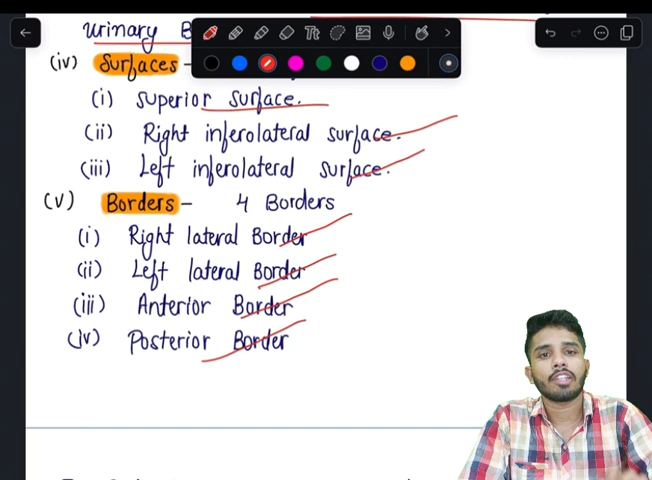 Urinary B
(iv) Surfaces -
(i) Superior Surface.
(ii) Right inferolateral surface.
(iii) Left inferolateral surface.
(v) Borders - 4 Borders
(i) Right lateral Border
(ii) Left lateral Border
(iii) Anterior Border
(iv) Posterior Border